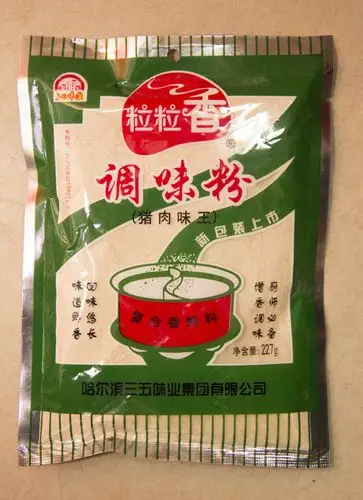 粒粒香
®
调味粉
(猪肉味王)
新包装上市
回味悠长
味道鲜香
厨师必备
增香调味
复合香辛料
净含量:227g
哈尔滨三五味业集团有限公司